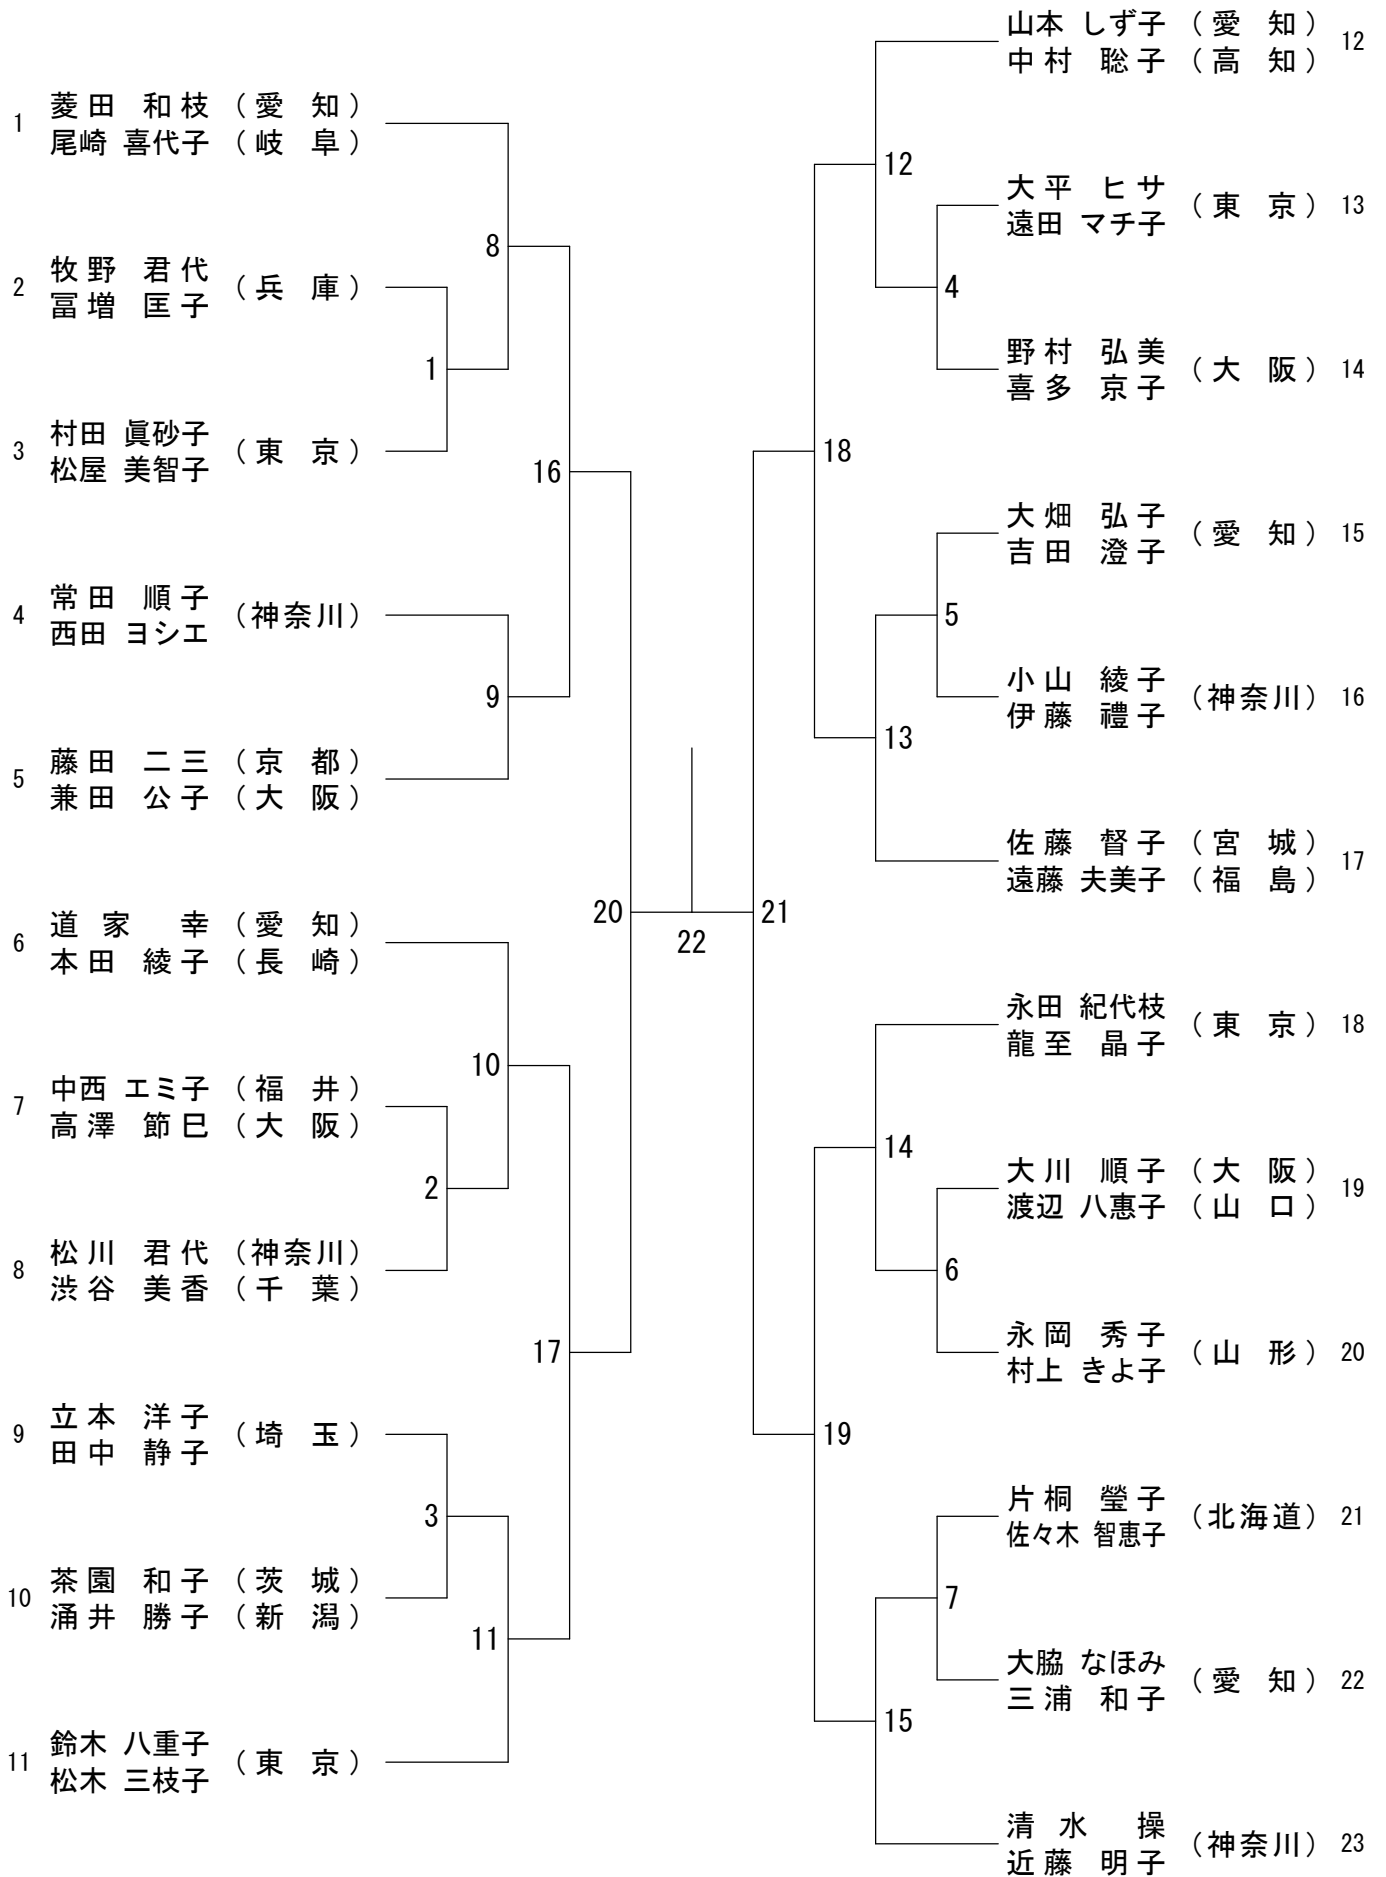 1 菱田 和枝 (愛 知)
尾崎 喜代子 (岐 阜)
2 牧野 君代 (兵 庫)
冨増 匡子
1
8
3 村田 眞砂子 (東 京)
松屋 美智子
16
4 常田 順子 (神奈川)
西田 ヨシエ
9
5 藤田 二三 (京 都)
兼田 公子 (大 阪)
20
6 道家 幸 (愛 知)
本田 綾子 (長 崎)
10
7 中西 エミ子 (福 井)
高澤 節巳 (大 阪)
2
8 松川 君代 (神奈川)
渋谷 美香 (千 葉)
17
9 立本 洋子 (埼 玉)
田中 静子
3
10 茶園 和子 (茨 城)
涌井 勝子 (新 潟)
11
11 鈴木 八重子 (東 京)
松木 三枝子
22
山本 しず子 (愛 知) 12
中村 聡子 (高 知)
12
大平 ヒサ (東 京) 13
遠田 マチ子
4
野村 弘美 (大 阪) 14
喜多 京子
18
大畑 弘子 (愛 知) 15
吉田 澄子
5
小山 綾子 (神奈川) 16
伊藤 禮子
13
佐藤 督子 (宮 城) 17
遠藤 夫美子 (福 島)
21
永田 紀代枝 (東 京) 18
龍至 晶子
14
大川 順子 (大 阪) 19
渡辺 八惠子 (山 口)
6
永岡 秀子 (山 形) 20
村上 きよ子
19
片桐 瑩子 (北海道) 21
佐々木 智恵子
7
大脇 なほみ (愛 知) 22
三浦 和子
15
清水 操 (神奈川) 23
近藤 明子